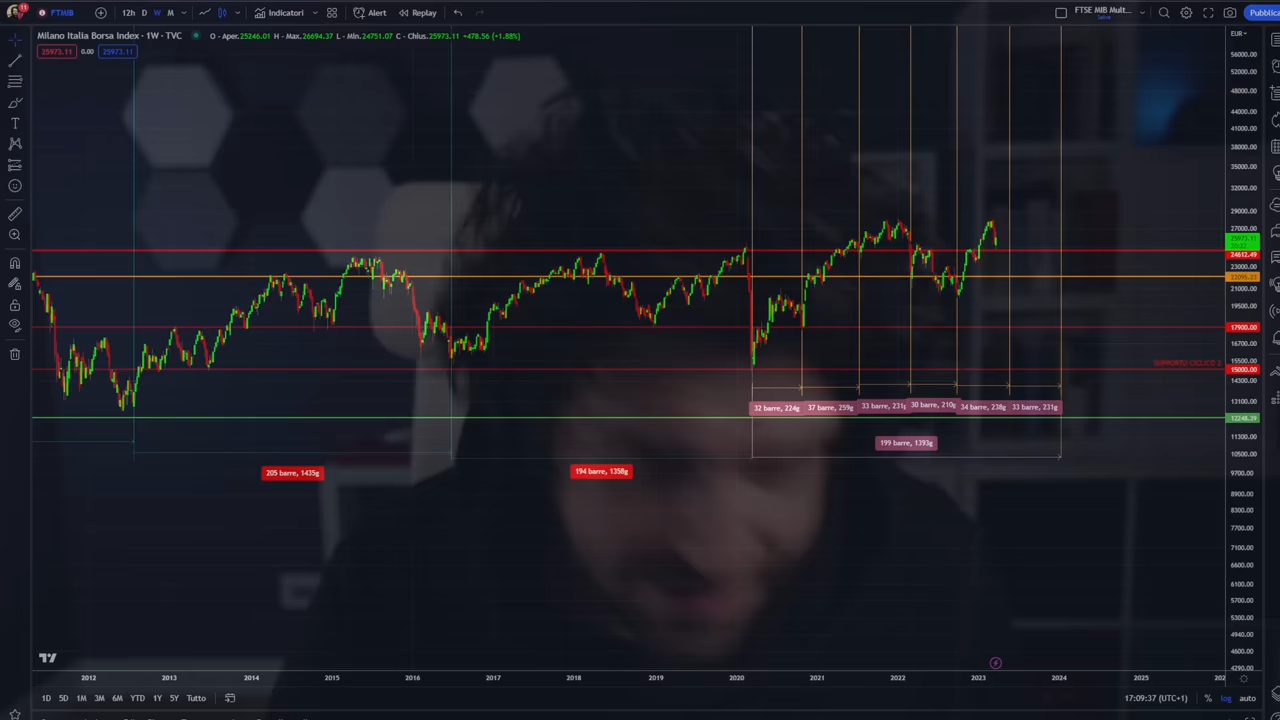 11
FTMIB
12h D W M
Indicatori
Alert
Replay
FTSE MIB Mult...
Salva
Pubblica
Milano Italia Borsa Index · 1W · TVC
O - Aper.25246.01 H - Max.26694.37 L - Min.24751.07 C - Chius.25973.11 +478.56 (+1.88%)
25973.11 0.00 25973.11
EUR
56000.00
52000.00
48000.00
44000.00
41000.00
38000.00
35000.00
32000.00
29000.00
27000.00
25973.11
24612.49
23000.00
21000.00
19500.00
17900.00
16700.00
15500.00
SUPPORTO CICLICO 2
15000.00
14300.00
13100.00
12248.39
11300.00
10500.00
9700.00
8900.00
8300.00
7700.00
7100.00
6600.00
6100.00
5700.00
5300.00
4940.00
4600.00
4290.00
32 barre, 224g
37 barre, 259g
33 barre, 231g
30 barre, 210g
34 barre, 238g
33 barre, 231g
199 barre, 1393g
205 barre, 1435g
194 barre, 1358g
2012 2013 2014 2015 2016 2017 2018 2019 2020 2021 2022 2023 2024 2025
1D 5D 1M 3M 6M YTD 1Y 5Y Tutto
17:09:37 (UTC+1) % log auto